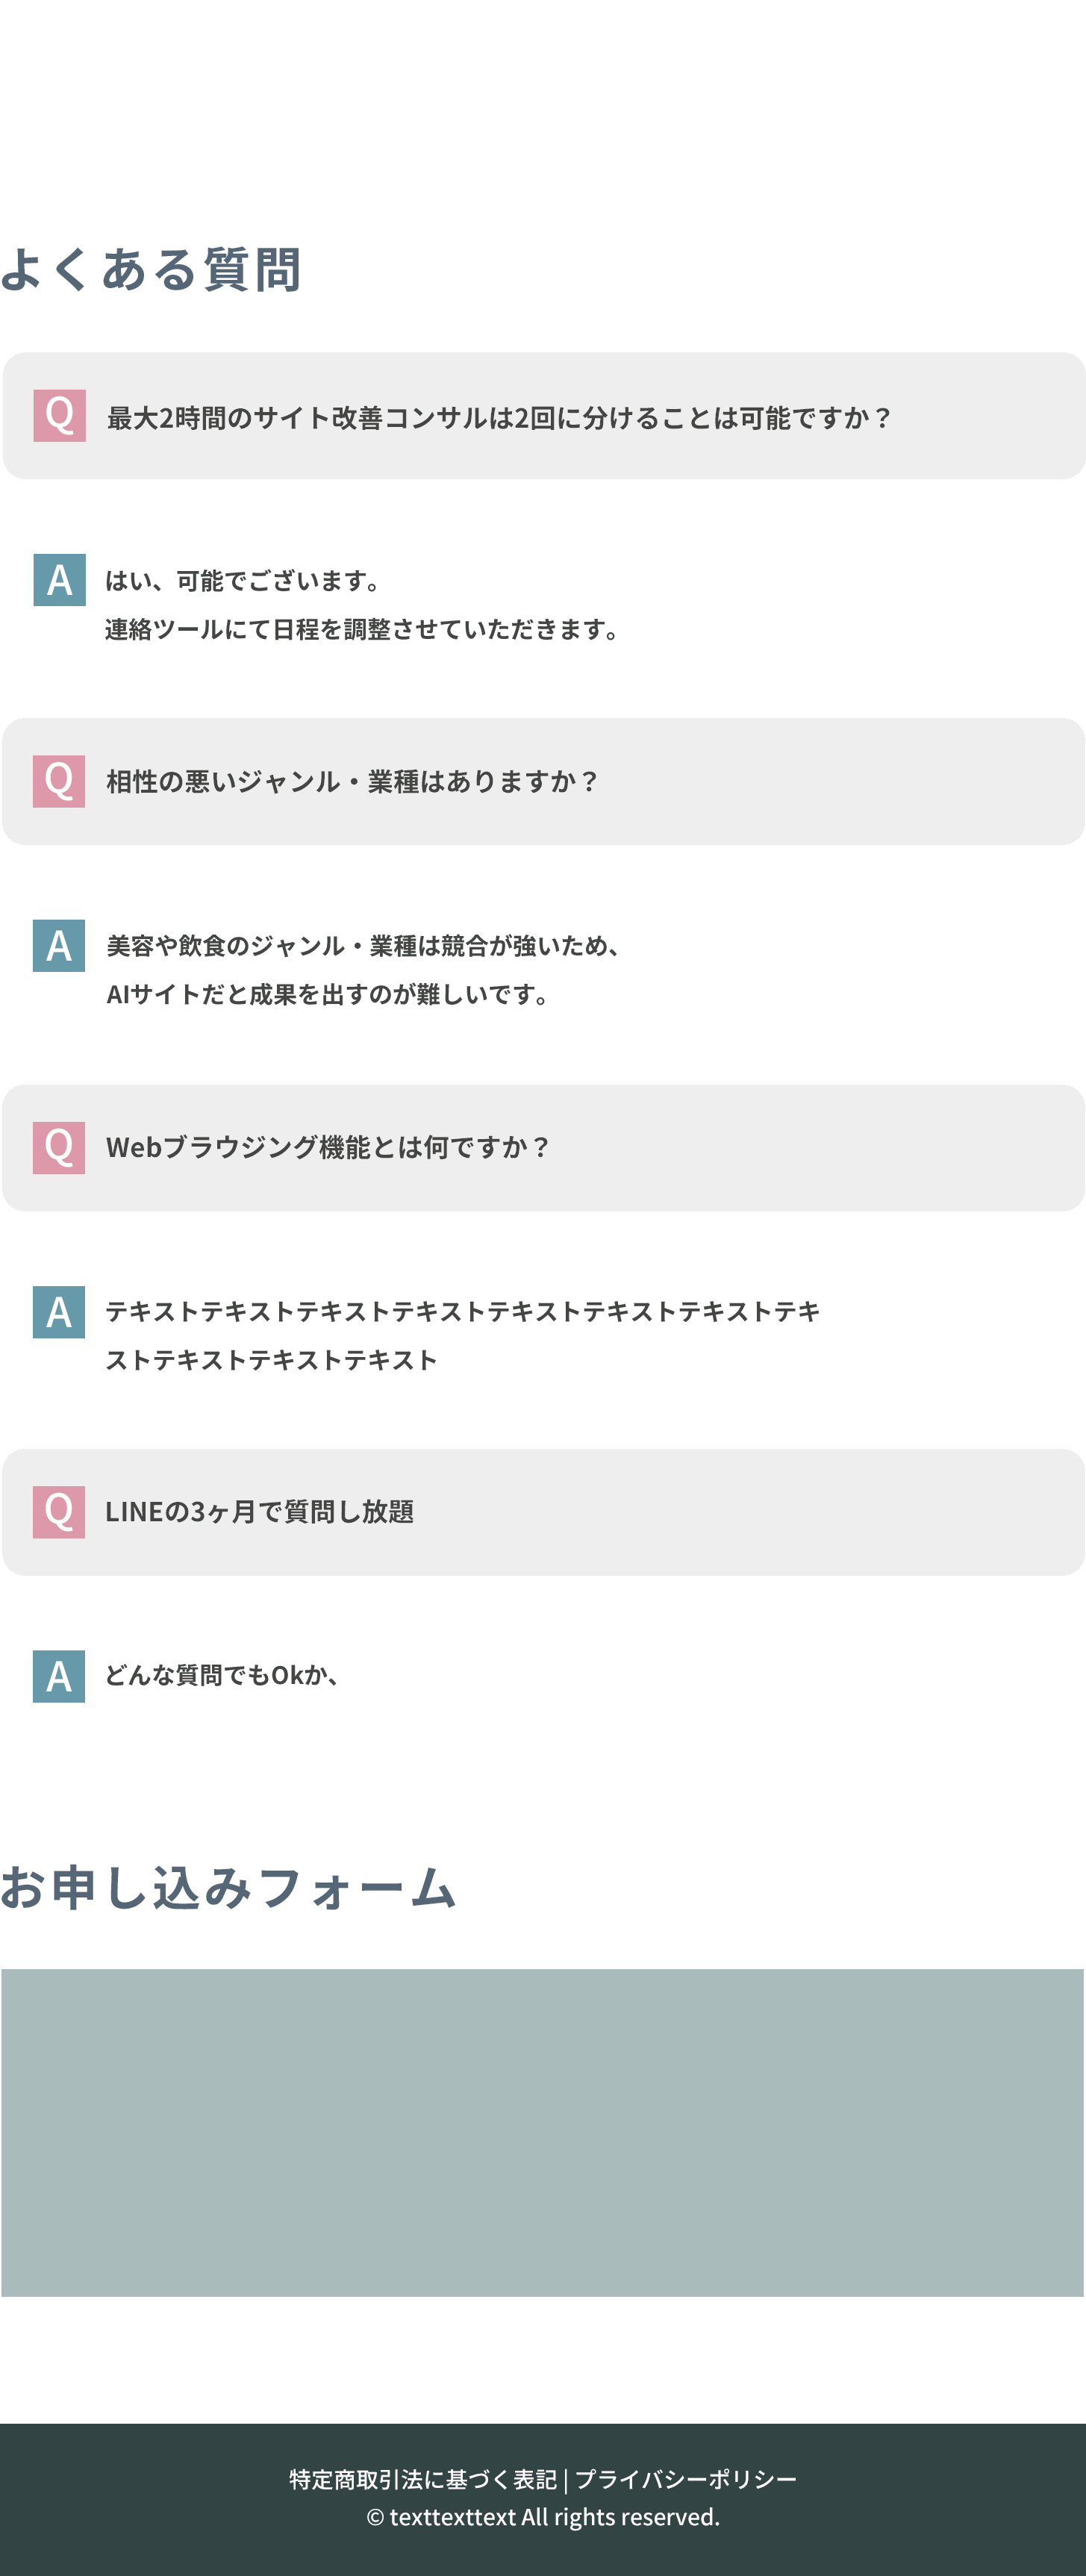 よくある質問
Q 最大2時間のサイト改善コンサルは2回に分けることは可能ですか？
A はい、可能でございます。
連絡ツールにて日程を調整させていただきます。
Q 相性の悪いジャンル・業種はありますか？
A 美容や飲食のジャンル・業種は競合が強いため、
AIサイトだと成果を出すのが難しいです。
Q Webブラウジング機能とは何ですか？
A テキストテキストテキストテキストテキストテキストテキストテキ
ストテキストテキストテキスト
Q LINEの3ヶ月で質問し放題
A どんな質問でもOkか、
お申し込みフォーム
特定商取引法に基づく表記 | プライバシーポリシー
© texttexttext All rights reserved.